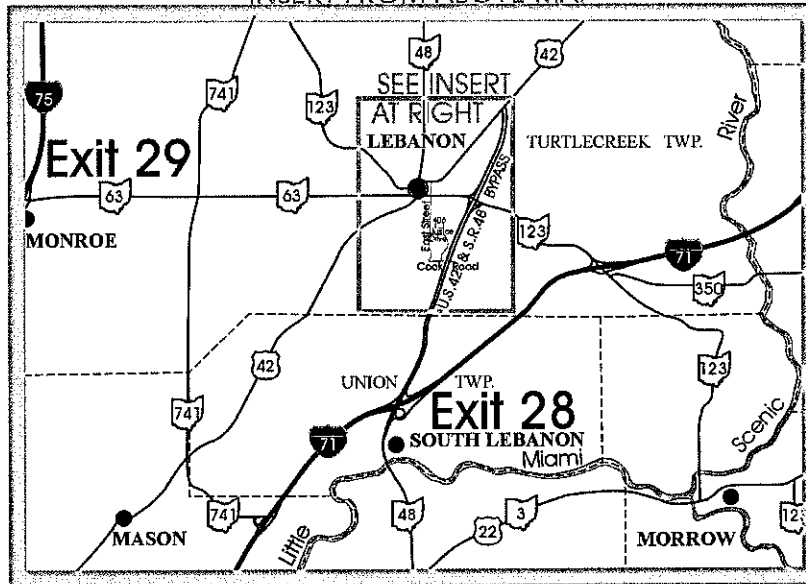 48
42
741
123
75
SEE INSERT
AT RIGHT
LEBANON
TURTLECREEK TWP.
River
Exit 29
63
63
BYPASS
East Street
MONROE
123
71
Cook Road
U.S. 42 & S.R. 48
350
42
123
UNION TWP.
741
Exit 28
71
SOUTH LEBANON
Scenic
Miami
MASON
741
Little
48
22
3
MORROW
123